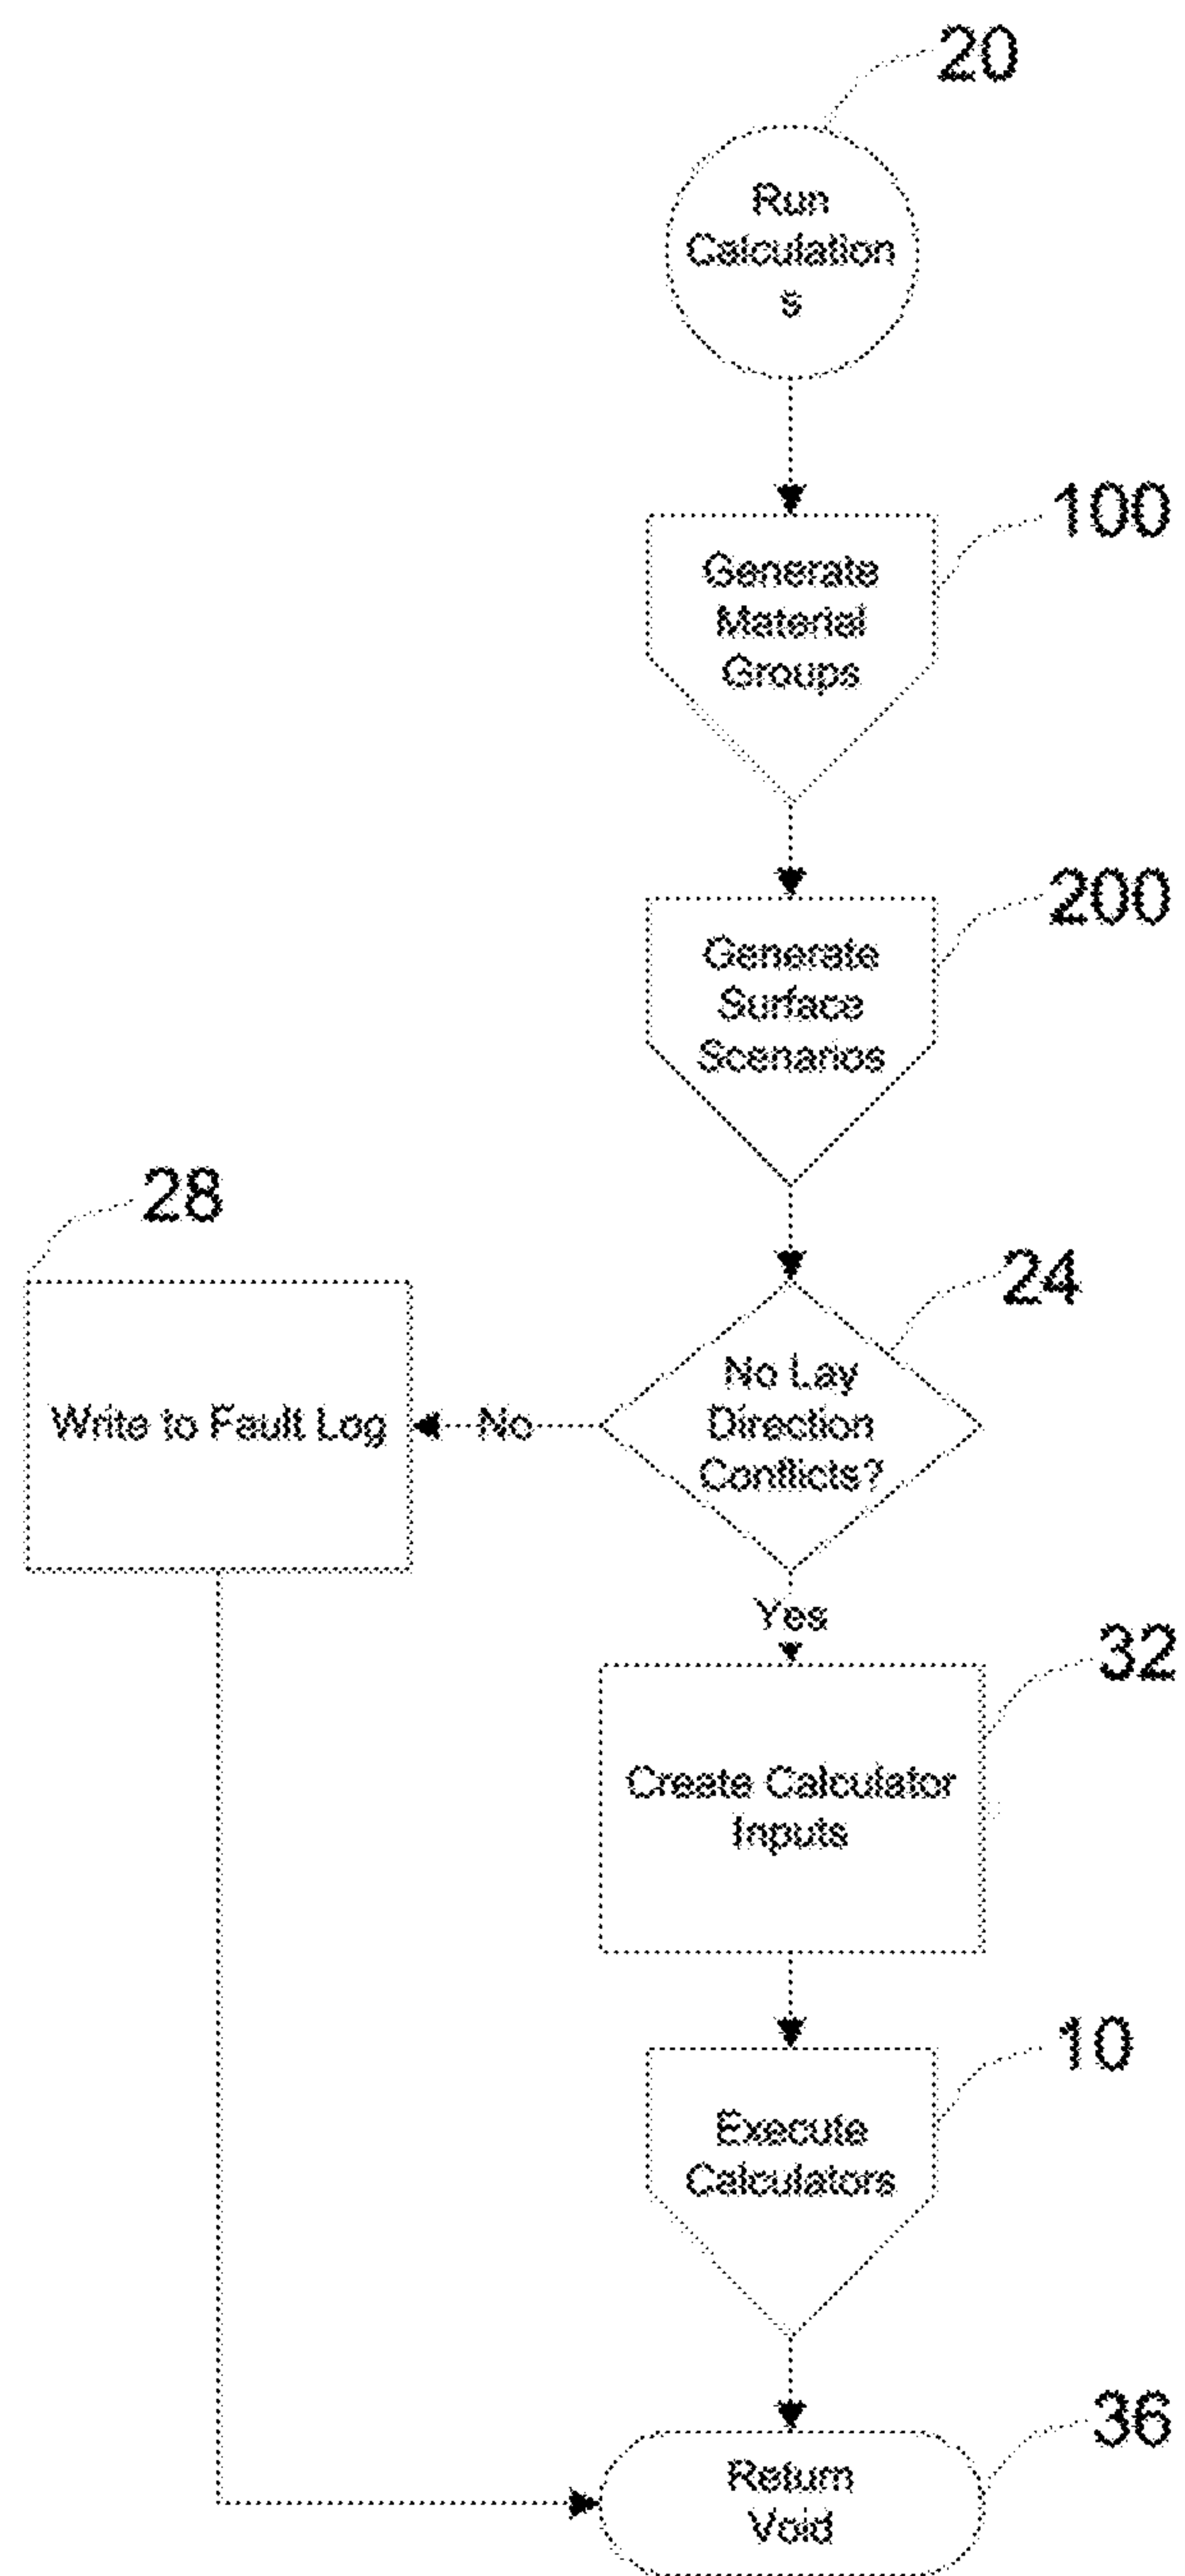 20
Run
Calculation
s
100
Generate
Material
Groups
200
Generate
Surface
Scenarios
28
24
No Lay
Direction
Conflicts?
Write to Fault Log
No
Yes
32
Create Calculator
Inputs
10
Execute
Calculators
36
Return
Void